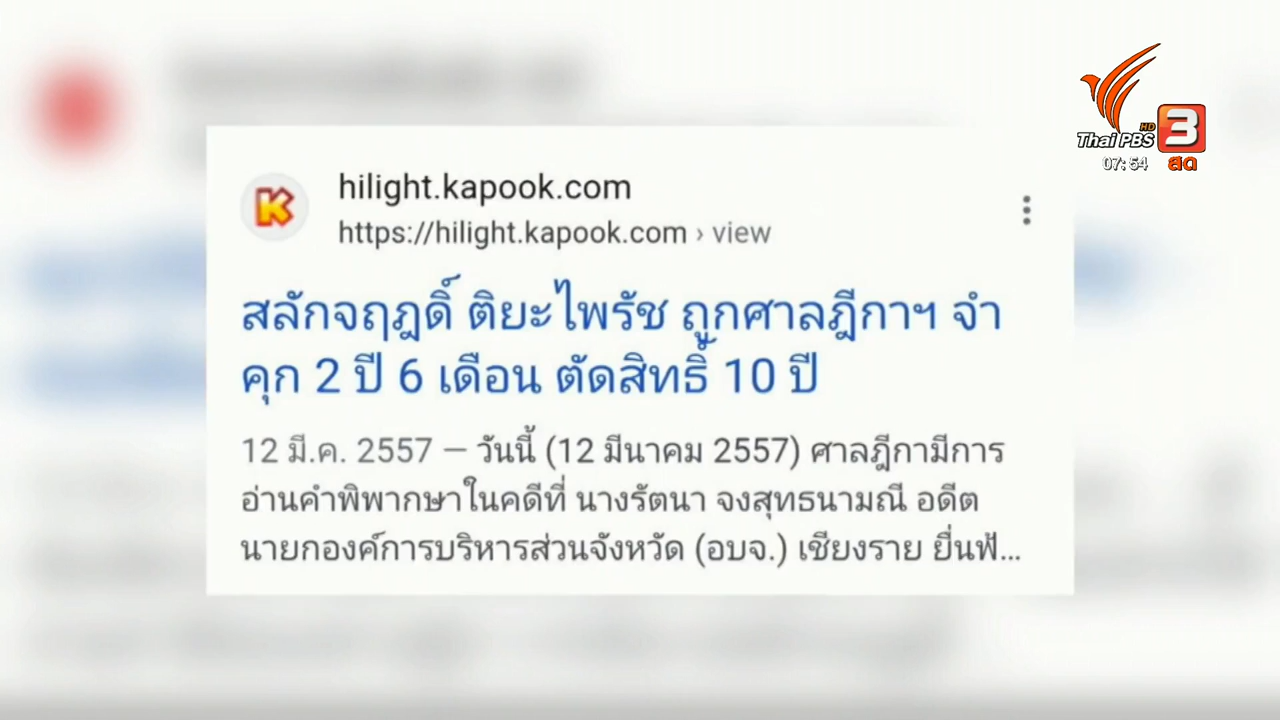 Thai PBS HD 3
07:54 สด
hilight.kapook.com
https://hilight.kapook.com › view
สลักจฤฎดิ์ ติยะไพรัช ถูกศาลฎีกาฯ จำ
คุก 2 ปี 6 เดือน ตัดสิทธิ์ 10 ปี
12 มี.ค. 2557 — วันนี้ (12 มีนาคม 2557) ศาลฎีกามีการ
อ่านคำพิพากษาในคดีที่ นางรัตนา จงสุทธนามณี อดีต
นายกองค์การบริหารส่วนจังหวัด (อบจ.) เชียงราย ยื่นฟ้...